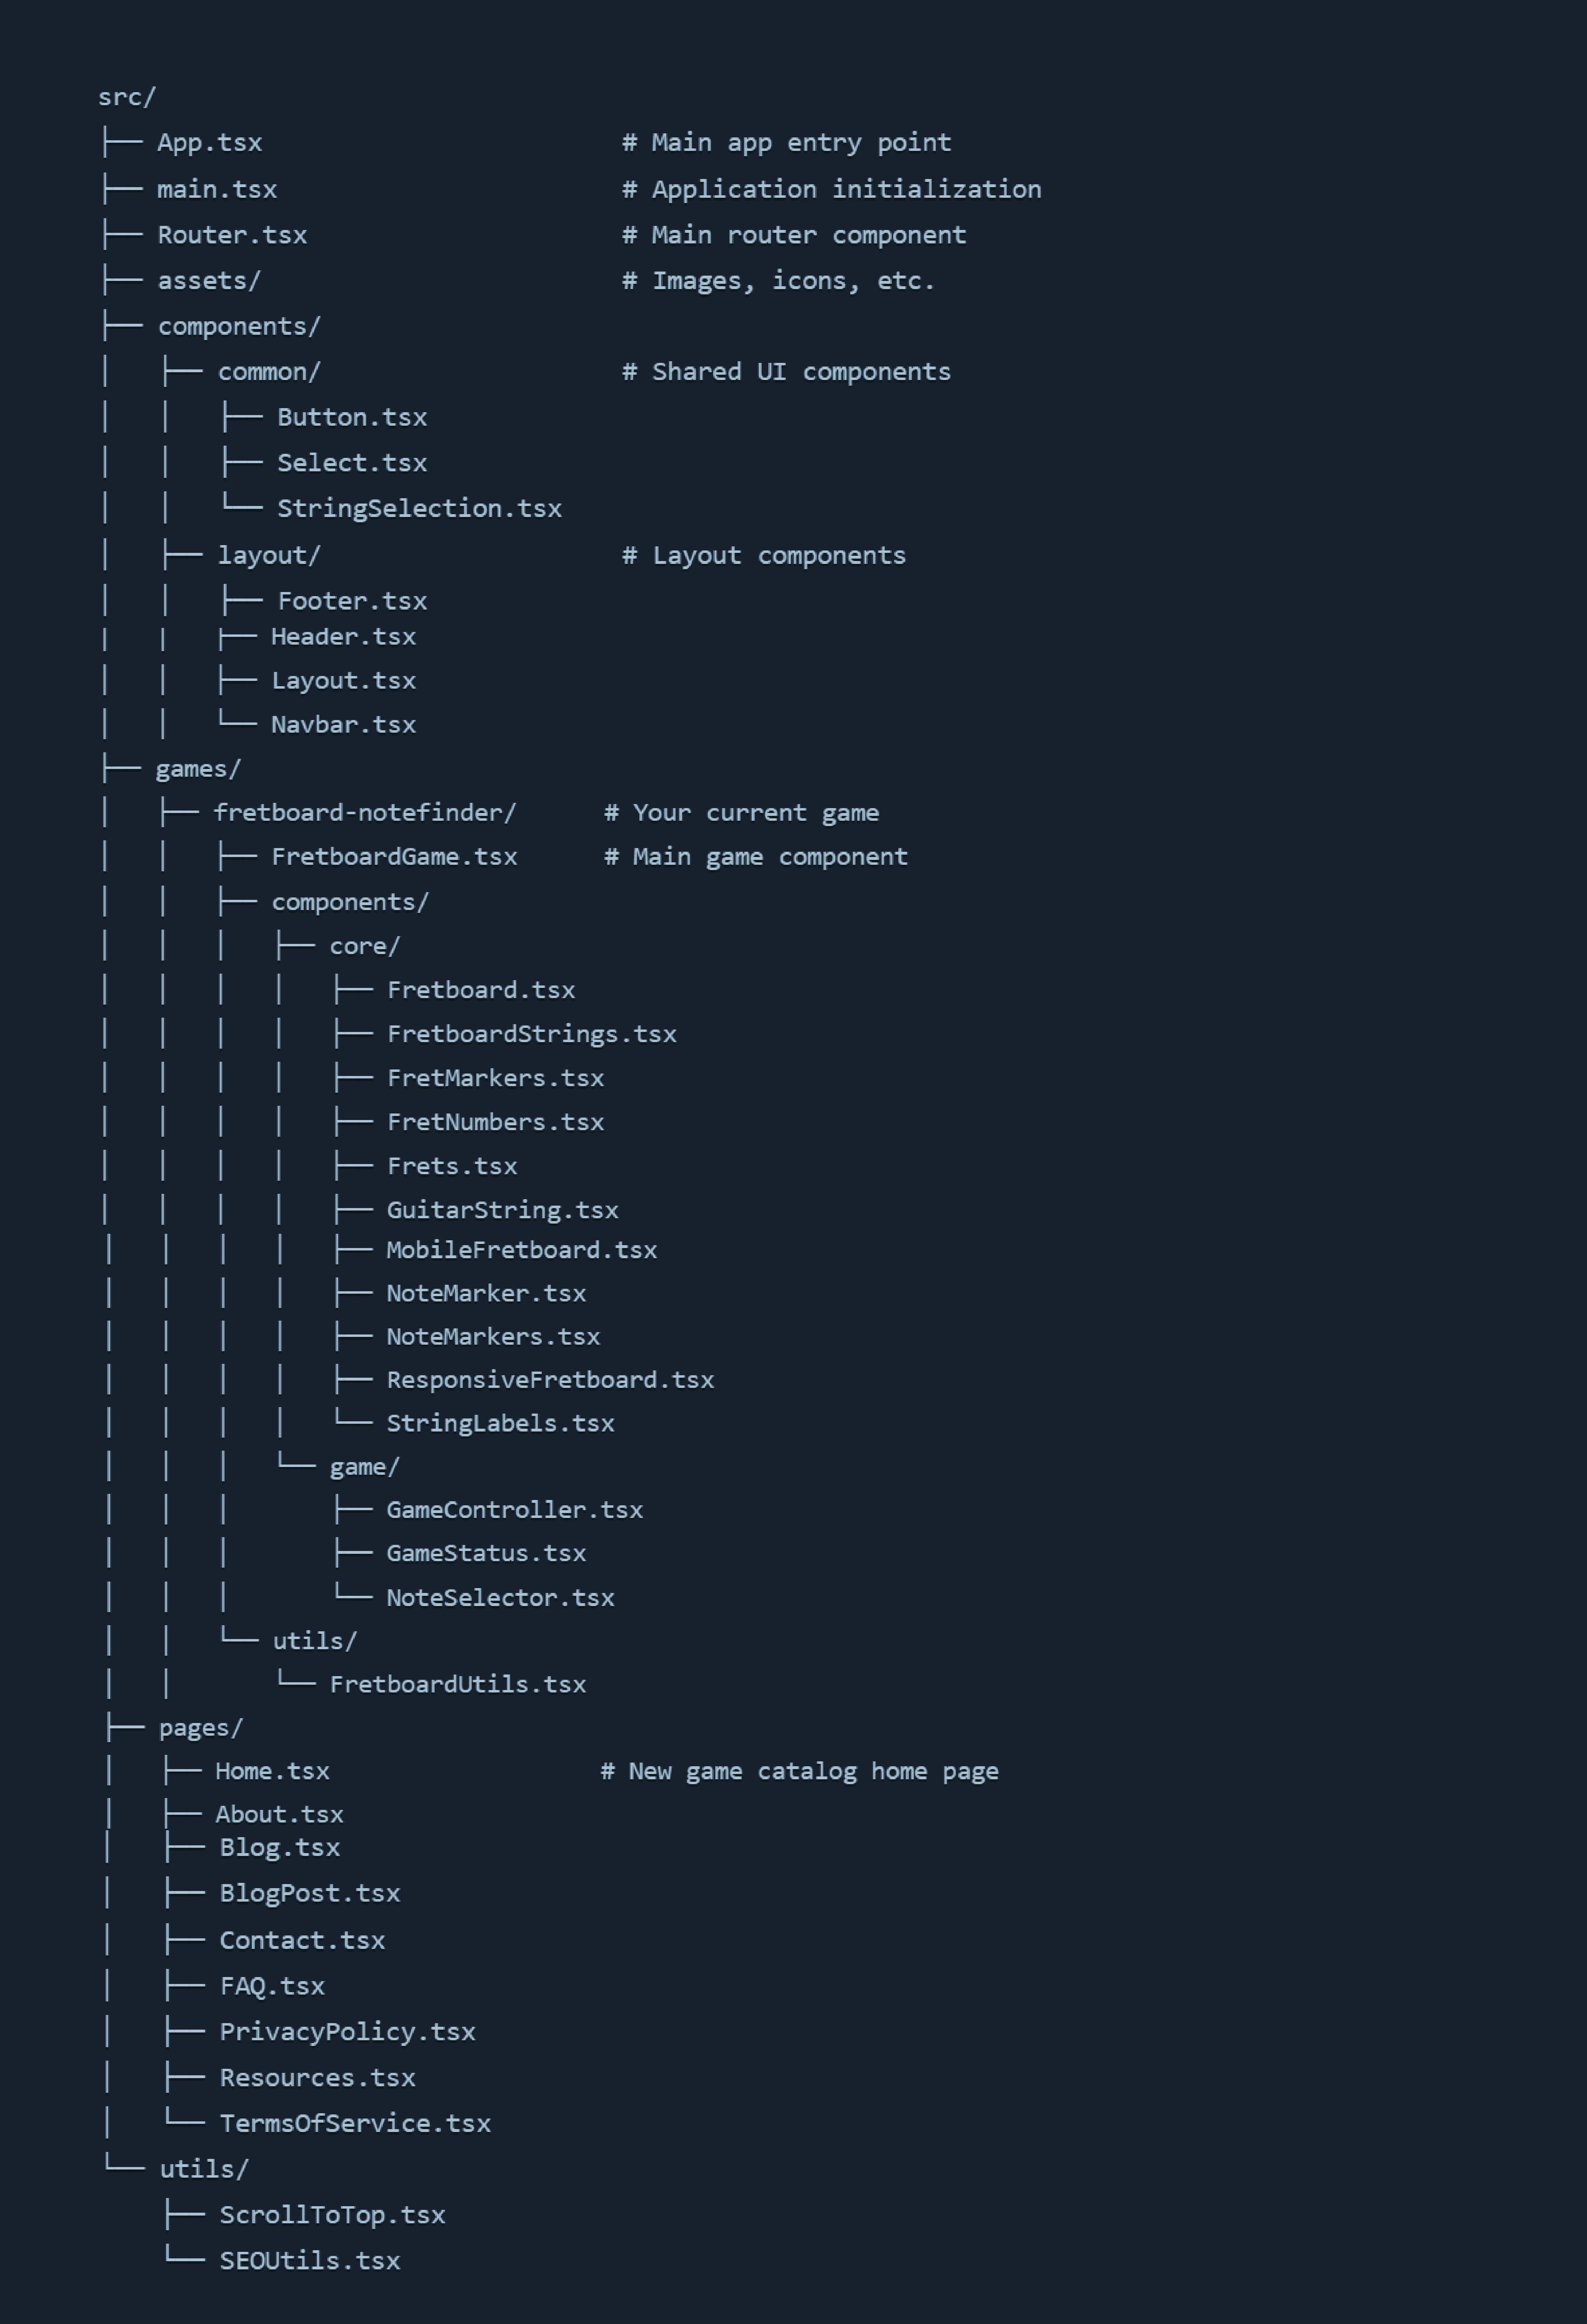 src/
├── App.tsx                        # Main app entry point
├── main.tsx                       # Application initialization
├── Router.tsx                     # Main router component
├── assets/                        # Images, icons, etc.
├── components/
│   ├── common/                    # Shared UI components
│   │   ├── Button.tsx
│   │   ├── Select.tsx
│   │   └── StringSelection.tsx
│   ├── layout/                    # Layout components
│   │   ├── Footer.tsx
│   │   ├── Header.tsx
│   │   ├── Layout.tsx
│   │   └── Navbar.tsx
├── games/
│   ├── fretboard-notefinder/      # Your current game
│   │   ├── FretboardGame.tsx      # Main game component
│   │   ├── components/
│   │   │   ├── core/
│   │   │   │   ├── Fretboard.tsx
│   │   │   │   ├── FretboardStrings.tsx
│   │   │   │   ├── FretMarkers.tsx
│   │   │   │   ├── FretNumbers.tsx
│   │   │   │   ├── Frets.tsx
│   │   │   │   ├── GuitarString.tsx
│   │   │   │   ├── MobileFretboard.tsx
│   │   │   │   ├── NoteMarker.tsx
│   │   │   │   ├── NoteMarkers.tsx
│   │   │   │   ├── ResponsiveFretboard.tsx
│   │   │   │   └── StringLabels.tsx
│   │   │   └── game/
│   │   │       ├── GameController.tsx
│   │   │       ├── GameStatus.tsx
│   │   │       └── NoteSelector.tsx
│   │   └── utils/
│   │       └── FretboardUtils.tsx
├── pages/
│   ├── Home.tsx                   # New game catalog home page
│   ├── About.tsx
│   ├── Blog.tsx
│   ├── BlogPost.tsx
│   ├── Contact.tsx
│   ├── FAQ.tsx
│   ├── PrivacyPolicy.tsx
│   ├── Resources.tsx
│   └── TermsOfService.tsx
└── utils/
    ├── ScrollToTop.tsx
    └── SEOUtils.tsx